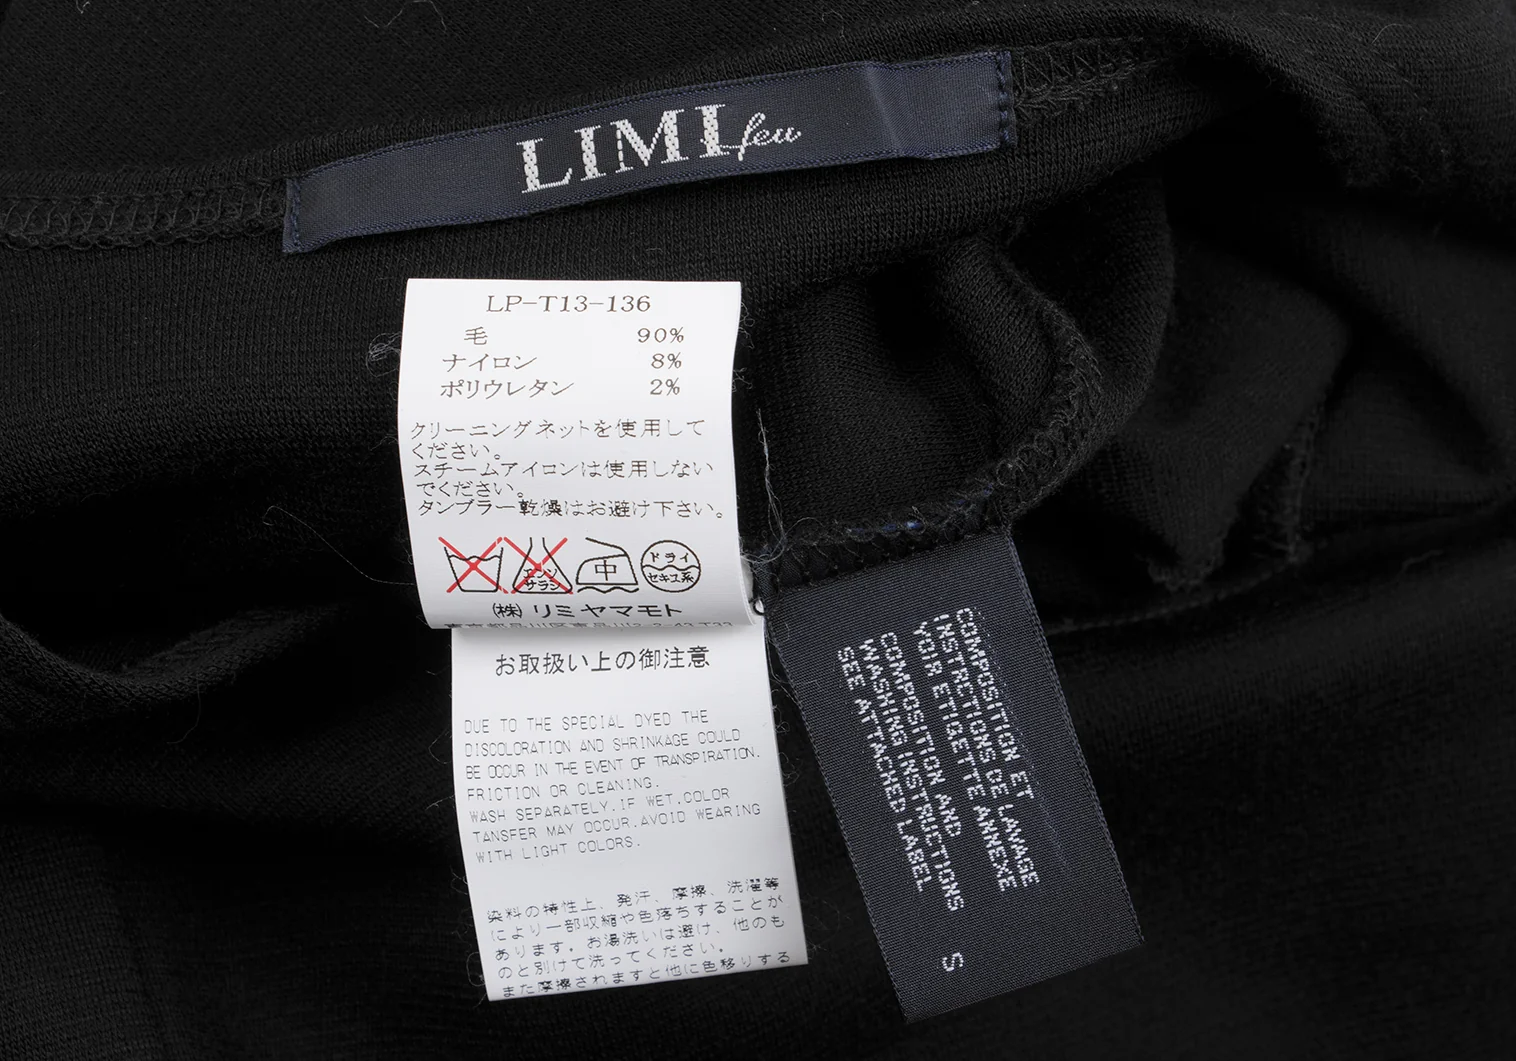 LIMI feu
LP-T13-136
毛 90%
ナイロン 8%
ポリウレタン 2%
クリーニングネットを使用して
ください。
スチームアイロンは使用しない
でください。
タンブラー乾燥はお避け下さい。
エンソ
サラシ
中
ドライ
セキユ系
(株) リミヤマモト
お取扱い上の御注意
DUE TO THE SPECIAL DYED THE
DISCOLORATION AND SHRINKAGE COULD
BE OCCUR IN THE EVENT OF TRANSPIRATION.
FRICTION OR CLEANING.
WASH SEPARATELY.IF WET,COLOR
TANSFER MAY OCCUR.AVOID WEARING
WITH LIGHT COLORS.
染料の特性上、発汗、摩擦、洗濯等
により一部収縮や色落ちすることが
あります。お湯洗いは避け、他のも
のと別けて洗ってください。
また摩擦されますと他に色移りする
COMPOSITION ET
INSTRCTIONS DE LAVAGE
VOIR ETIGETTE ANNEXE
COMPOSITION AND
WASHING INSTRUCTIONS
SEE ATTACHED LABEL
S